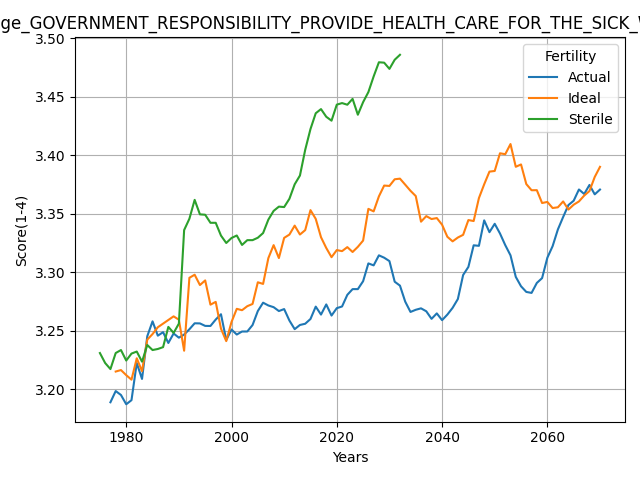 ge_GOVERNMENT_RESPONSIBILITY_PROVIDE_HEALTH_CARE_FOR_THE_SICK_
3.50
3.45
3.40
3.35
3.30
3.25
3.20
Score(1-4)
Fertility
Actual
Ideal
Sterile
1980
2000
2020
2040
2060
Years